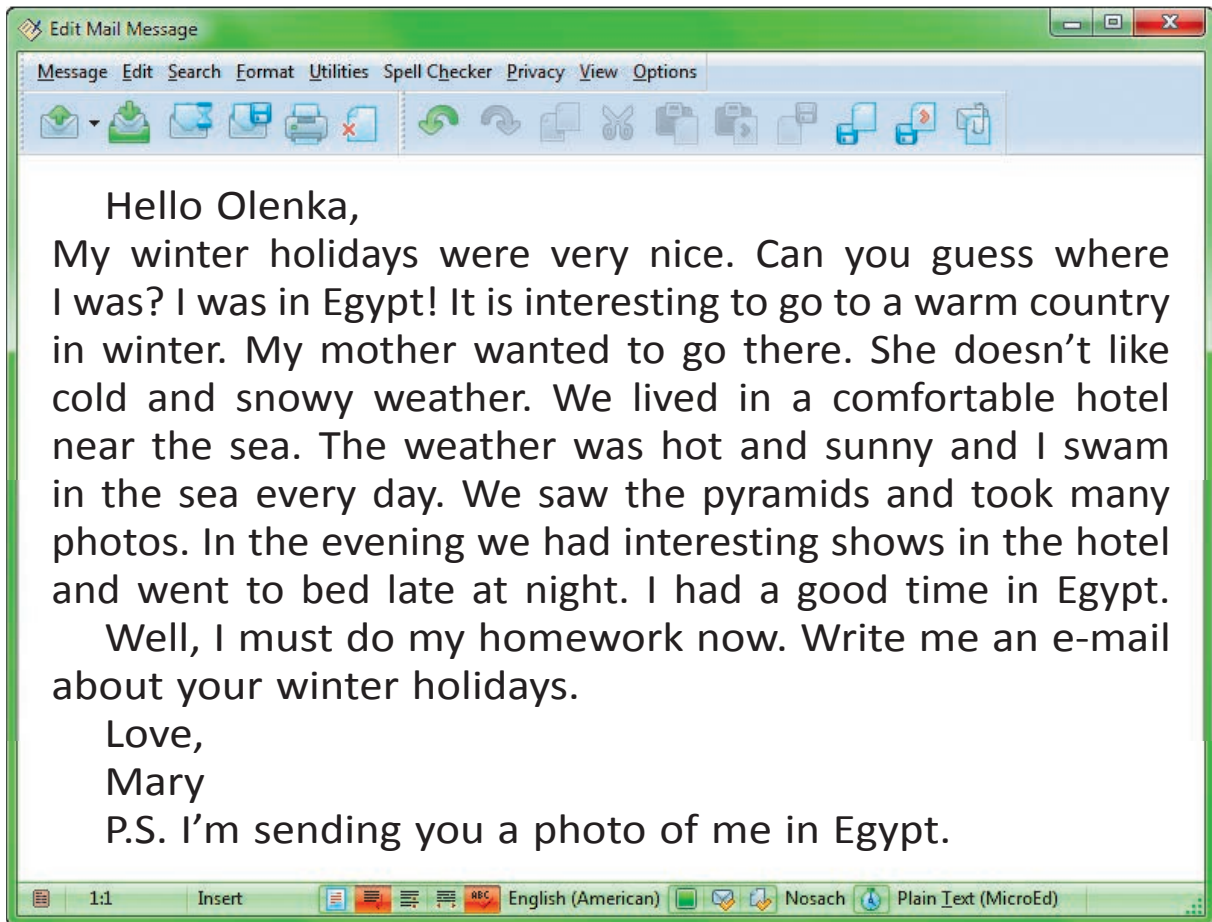 Edit Mail Message
Message Edit Search Format Utilities Spell Checker Privacy View Options
Hello Olenka,
My winter holidays were very nice. Can you guess where
I was? I was in Egypt! It is interesting to go to a warm country
in winter. My mother wanted to go there. She doesn’t like
cold and snowy weather. We lived in a comfortable hotel
near the sea. The weather was hot and sunny and I swam
in the sea every day. We saw the pyramids and took many
photos. In the evening we had interesting shows in the hotel
and went to bed late at night. I had a good time in Egypt.
Well, I must do my homework now. Write me an e-mail
about your winter holidays.
Love,
Mary
P.S. I’m sending you a photo of me in Egypt.
1:1 Insert ABC English (American) Nosach Plain Text (MicroEd)